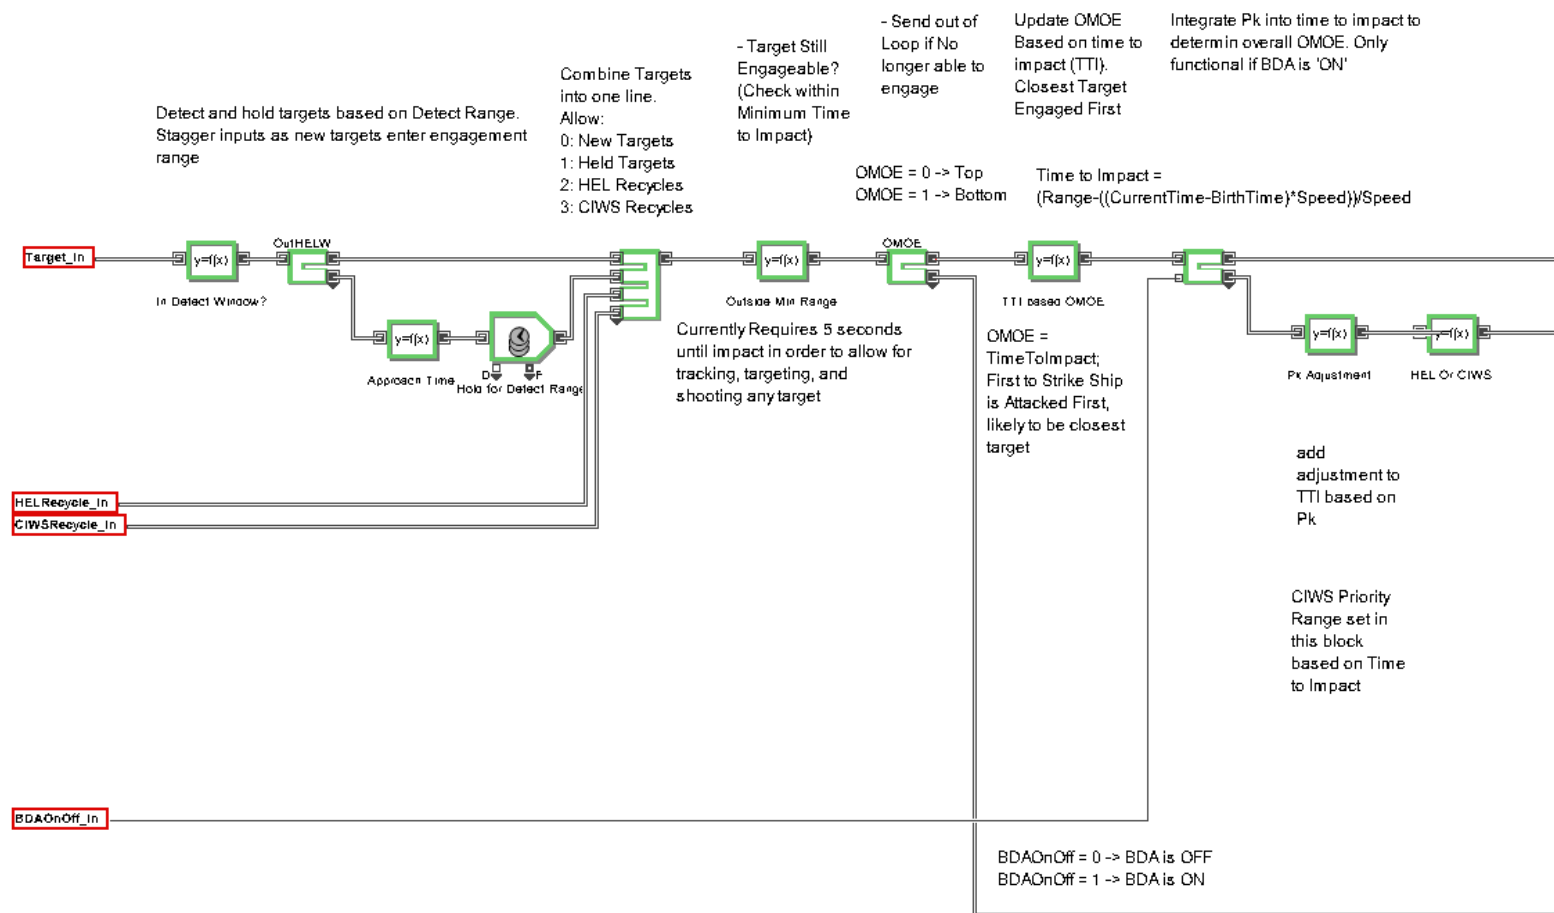 - Send out of
Loop if No
longer able to
engage
Update OMOE
Based on time to
impact (TTI).
Closest Target
Engaged First
Integrate Pk into time to impact to
determin overall OMOE. Only
functional if BDA is 'ON'
- Target Still
Engageable?
(Check within
Minimum Time
to Impact)
Combine Targets
into one line.
Allow:
0: New Targets
1: Held Targets
2: HEL Recycles
3: CIWS Recycles
Detect and hold targets based on Detect Range.
Stagger inputs as new targets enter engagement
range
OMOE = 0 -> Top
OMOE = 1 -> Bottom
Time to Impact =
(Range-((CurrentTime-BirthTime)*Speed))/Speed
Target_In
y=f(x)
In Detect Window?
OutHELW
y=f(x)
Outside Min Range
OMOE
y=f(x)
TTI based OMOE
y=f(x)
Approach Time
D
F
Hold for Detect Range
Currently Requires 5 seconds
until impact in order to allow for
tracking, targeting, and
shooting any target
OMOE =
TimeToImpact;
First to Strike Ship
is Attacked First,
likely to be closest
target
y=f(x)
Pk Adjustment
y=f(x)
HEL Or CIWS
add
adjustment to
TTI based on
Pk
HELRecycle_In
CIWSRecycle_In
CIWS Priority
Range set in
this block
based on Time
to Impact
BDAOnOff_In
BDAOnOff = 0 -> BDA is OFF
BDAOnOff = 1 -> BDA is ON